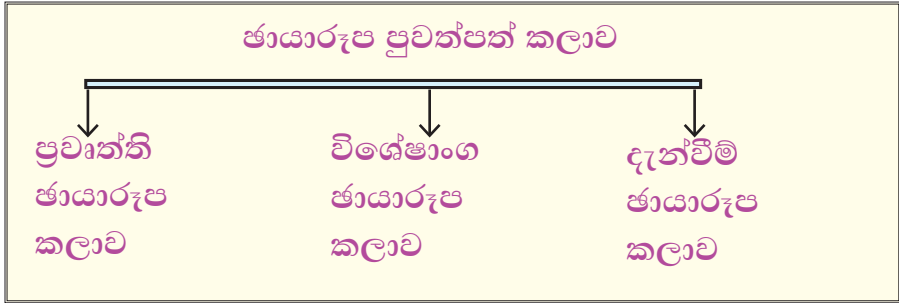 ඡායාරූප පුවත්පත් කලාව
ප්‍රවෘත්ති
ඡායාරූප
කලාව
විශේෂාංග
ඡායාරූප
කලාව
දැන්වීම්
ඡායාරූප
කලාව